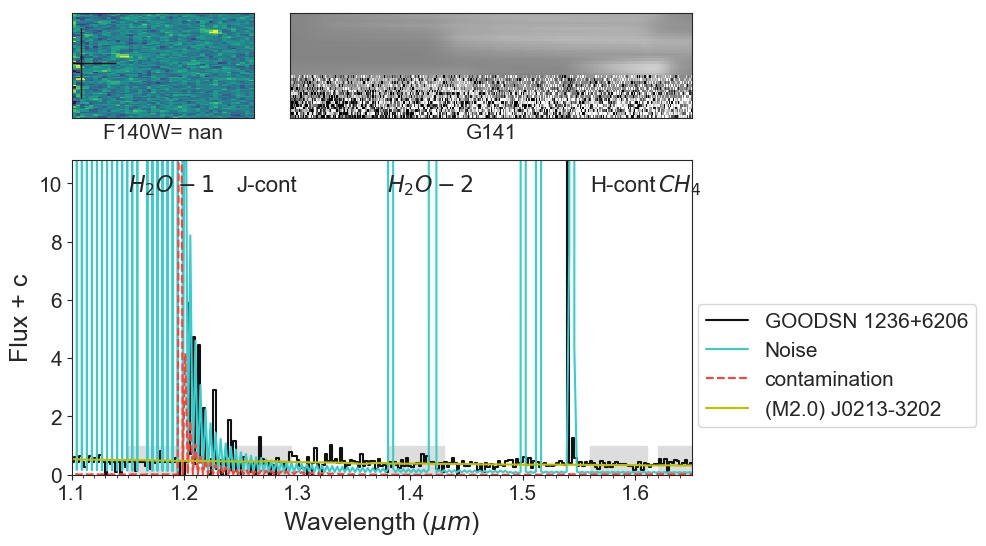 F140W= nan
G141
H₂O − 1 J-cont H₂O − 2 H-cont CH₄
10
8
6
4
2
0
Flux + c
1.1 1.2 1.3 1.4 1.5 1.6
Wavelength (μm)
GOODSN 1236+6206
Noise
contamination
(M2.0) J0213-3202